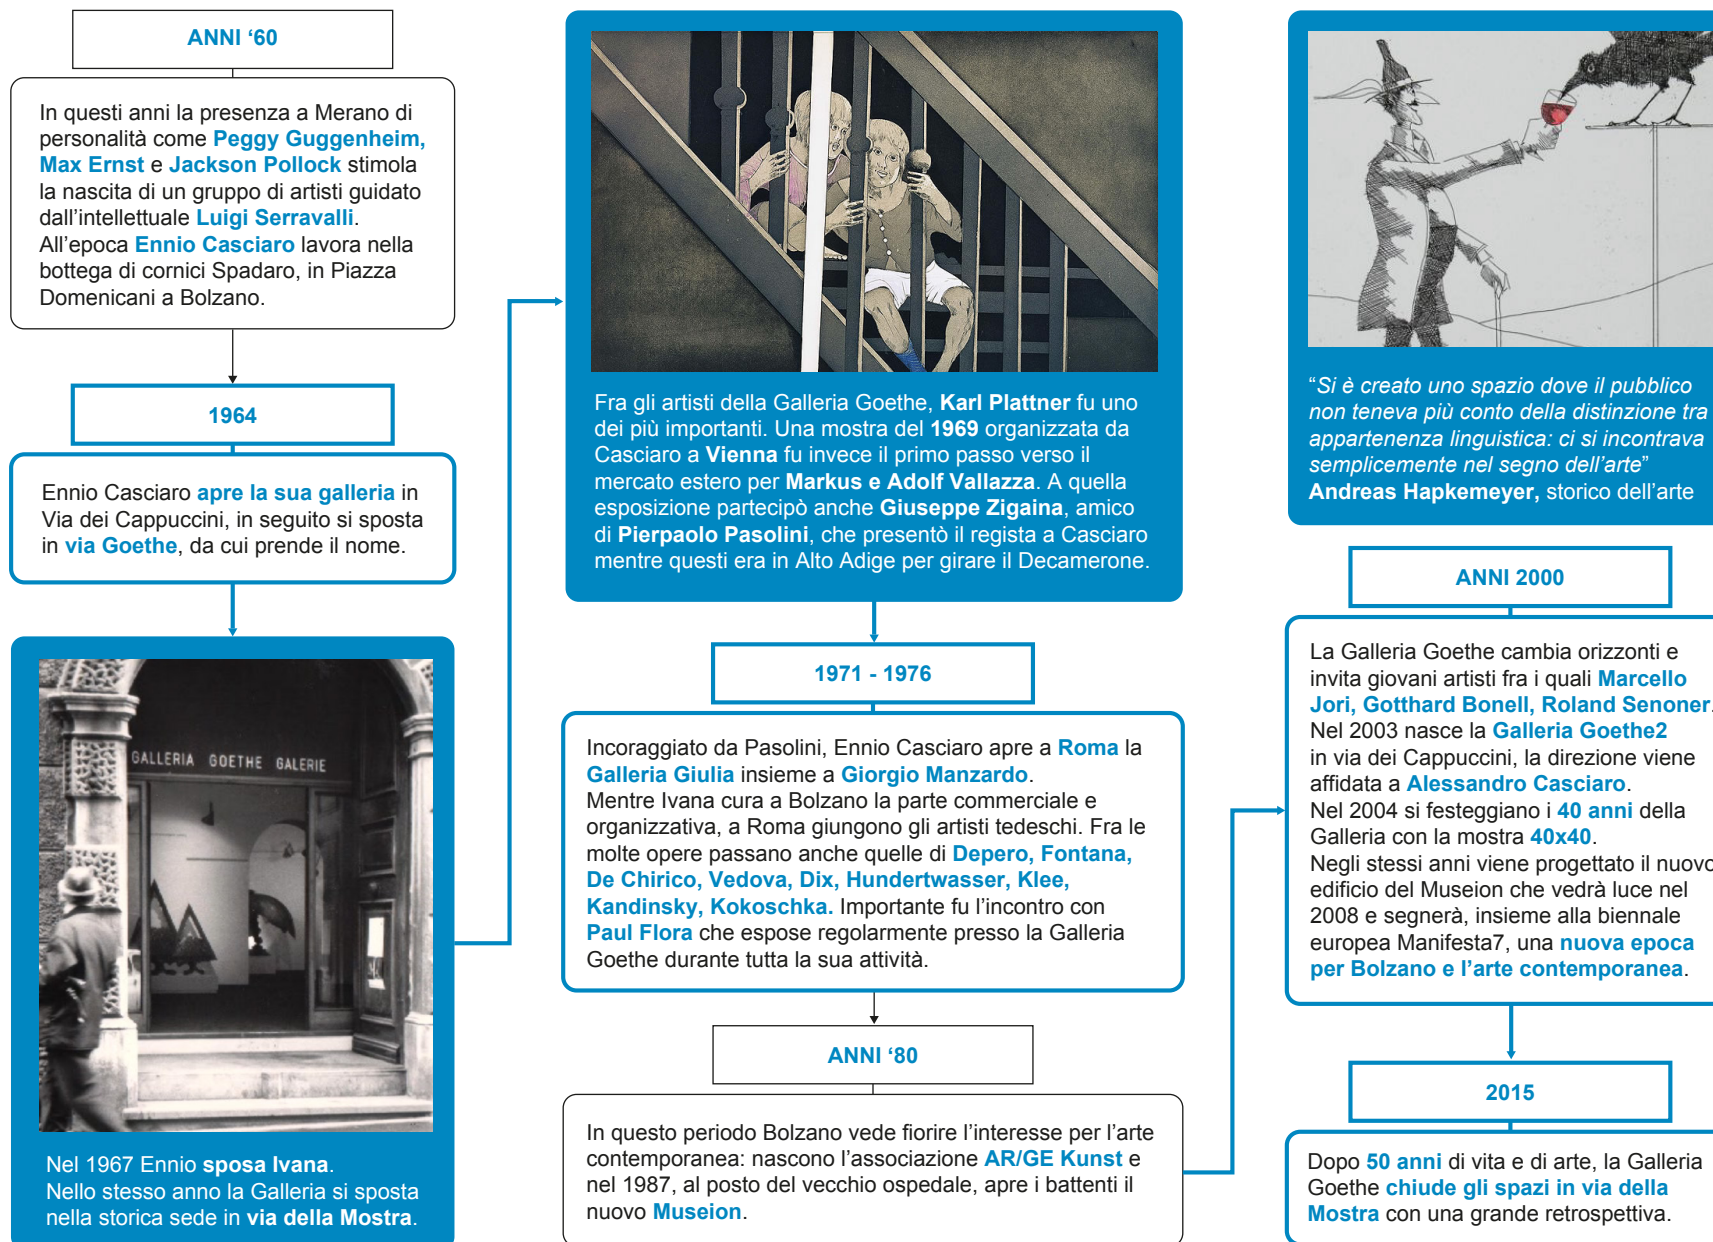 ANNI ‘60
In questi anni la presenza a Merano di
personalità come Peggy Guggenheim,
Max Ernst e Jackson Pollock stimola
la nascita di un gruppo di artisti guidato
dall’intellettuale Luigi Serravalli.
All’epoca Ennio Casciaro lavora nella
bottega di cornici Spadaro, in Piazza
Domenicani a Bolzano.
1964
Ennio Casciaro apre la sua galleria in
Via dei Cappuccini, in seguito si sposta
in via Goethe, da cui prende il nome.
GALLERIA GOETHE GALERIE
Nel 1967 Ennio sposa Ivana.
Nello stesso anno la Galleria si sposta
nella storica sede in via della Mostra.
Fra gli artisti della Galleria Goethe, Karl Plattner fu uno
dei più importanti. Una mostra del 1969 organizzata da
Casciaro a Vienna fu invece il primo passo verso il
mercato estero per Markus e Adolf Vallazza. A quella
esposizione partecipò anche Giuseppe Zigaina, amico
di Pierpaolo Pasolini, che presentò il regista a Casciaro
mentre questi era in Alto Adige per girare il Decamerone.
1971 - 1976
Incoraggiato da Pasolini, Ennio Casciaro apre a Roma la
Galleria Giulia insieme a Giorgio Manzardo.
Mentre Ivana cura a Bolzano la parte commerciale e
organizzativa, a Roma giungono gli artisti tedeschi. Fra le
molte opere passano anche quelle di Depero, Fontana,
De Chirico, Vedova, Dix, Hundertwasser, Klee,
Kandinsky, Kokoschka. Importante fu l’incontro con
Paul Flora che espose regolarmente presso la Galleria
Goethe durante tutta la sua attività.
ANNI ‘80
In questo periodo Bolzano vede fiorire l’interesse per l’arte
contemporanea: nascono l’associazione AR/GE Kunst e
nel 1987, al posto del vecchio ospedale, apre i battenti il
nuovo Museion.
“Si è creato uno spazio dove il pubblico
non teneva più conto della distinzione tra
appartenenza linguistica: ci si incontrava
semplicemente nel segno dell’arte”
Andreas Hapkemeyer, storico dell’arte
ANNI 2000
La Galleria Goethe cambia orizzonti e
invita giovani artisti fra i quali Marcello
Jori, Gotthard Bonell, Roland Senoner.
Nel 2003 nasce la Galleria Goethe2
in via dei Cappuccini, la direzione viene
affidata a Alessandro Casciaro.
Nel 2004 si festeggiano i 40 anni della
Galleria con la mostra 40x40.
Negli stessi anni viene progettato il nuovo
edificio del Museion che vedrà luce nel
2008 e segnerà, insieme alla biennale
europea Manifesta7, una nuova epoca
per Bolzano e l’arte contemporanea.
2015
Dopo 50 anni di vita e di arte, la Galleria
Goethe chiude gli spazi in via della
Mostra con una grande retrospettiva.